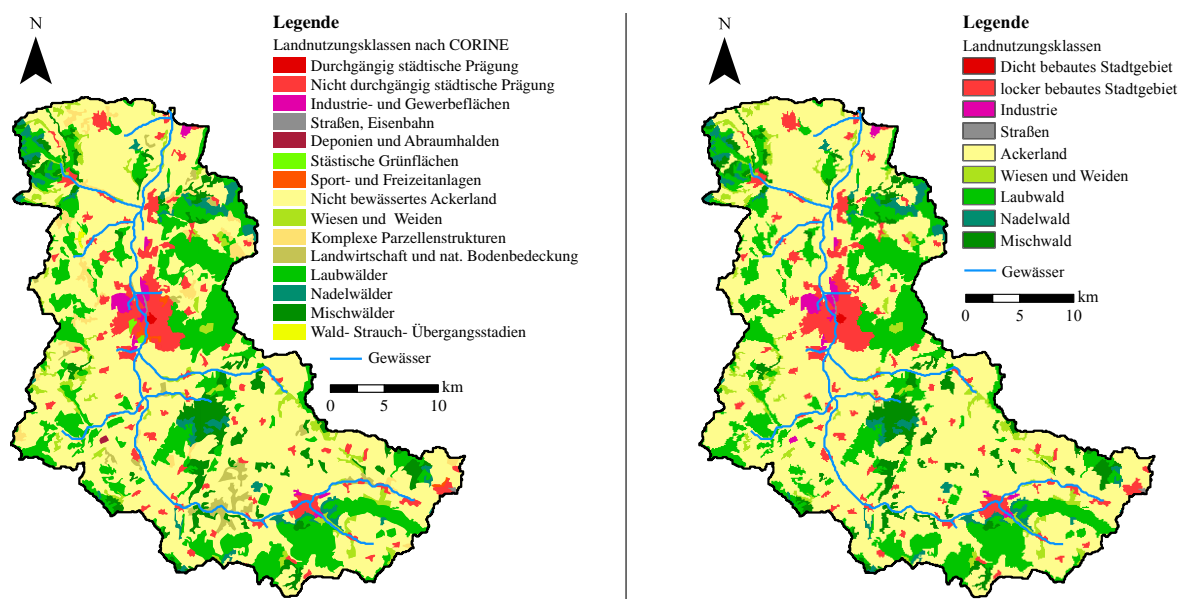 N
Legende
Landnutzungsklassen nach CORINE
Durchgängig städtische Prägung
Nicht durchgängig städtische Prägung
Industrie- und Gewerbeflächen
Straßen, Eisenbahn
Deponien und Abraumhalden
Stästische Grünflächen
Sport- und Freizeitanlagen
Nicht bewässertes Ackerland
Wiesen und Weiden
Komplexe Parzellenstrukturen
Landwirtschaft und nat. Bodenbedeckung
Laubwälder
Nadelwälder
Mischwälder
Wald- Strauch- Übergangsstadien
Gewässer
km
0 5 10
N
Legende
Landnutzungsklassen
Dicht bebautes Stadtgebiet
locker bebautes Stadtgebiet
Industrie
Straßen
Ackerland
Wiesen und Weiden
Laubwald
Nadelwald
Mischwald
Gewässer
km
0 5 10